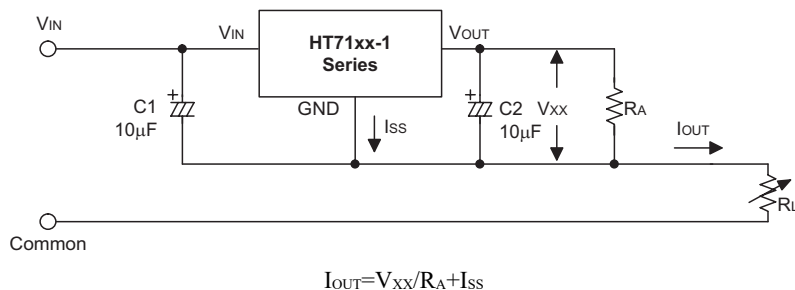 VIN
VIN
HT71xx-1
Series
VOUT
GND
ISS
C1
10μF
C2
10μF
VXX
RA
IOUT
RL
Common
IOUT=VXX/RA+ISS